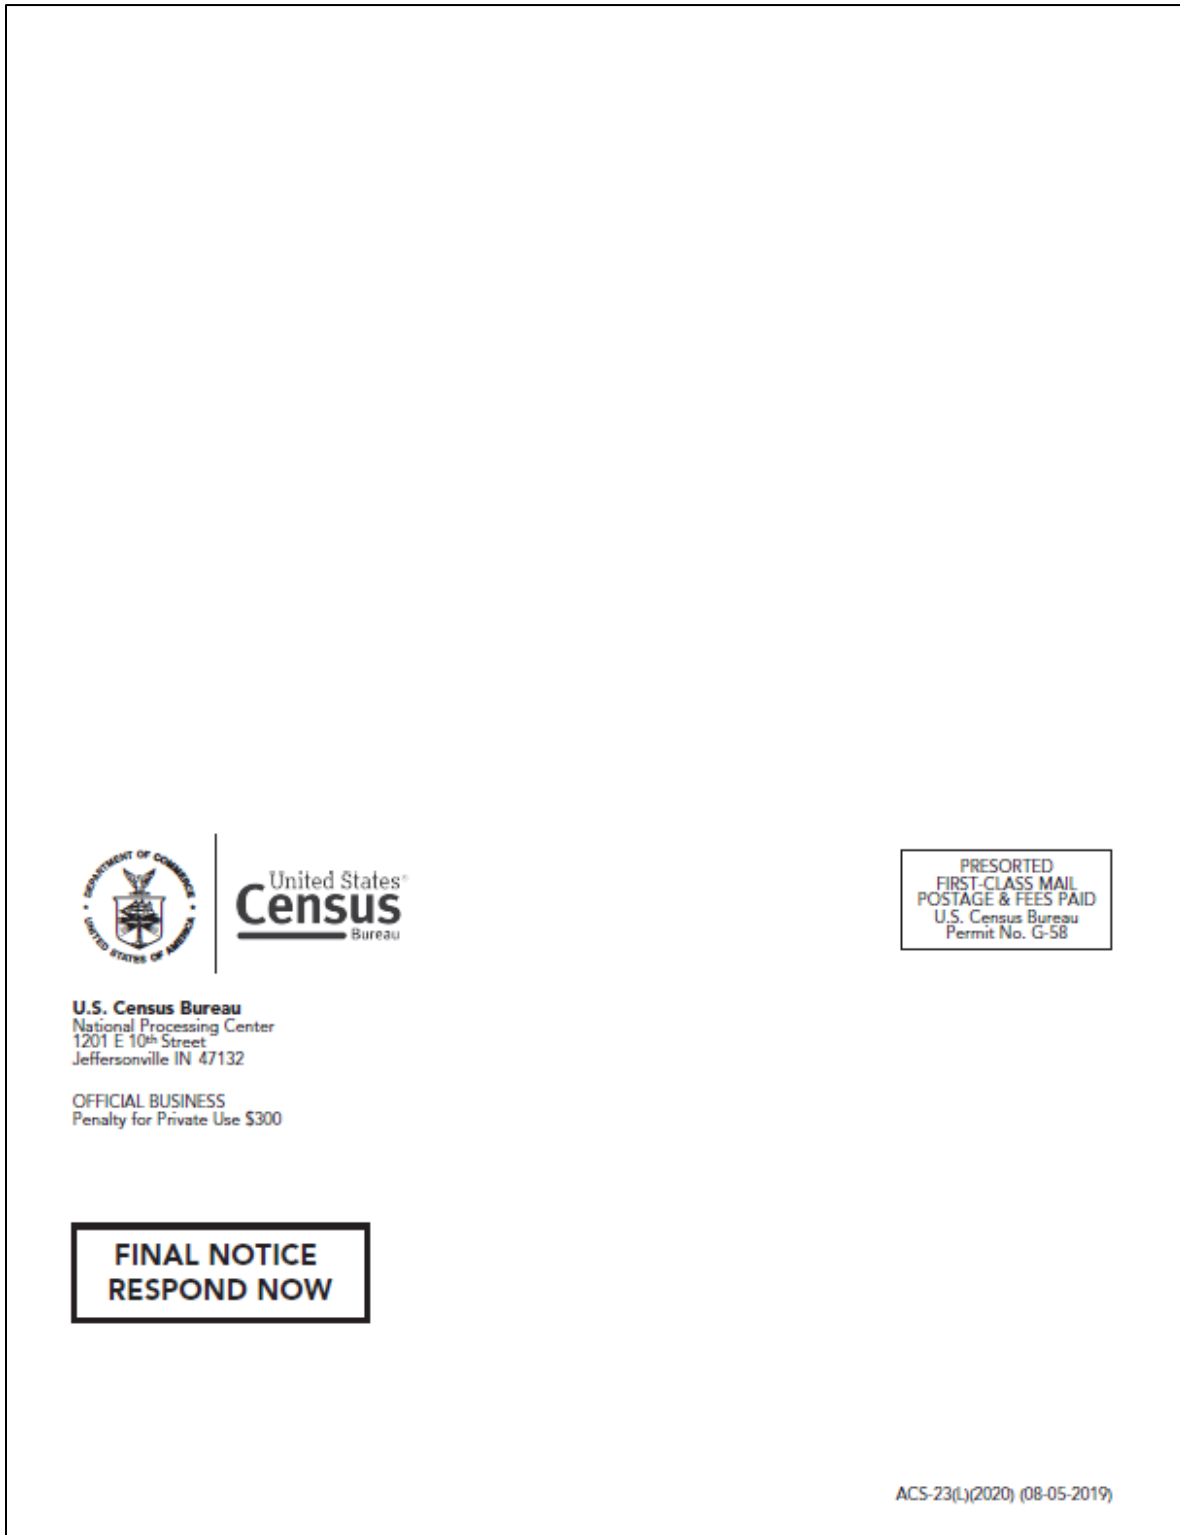 DEPARTMENT OF COMMERCE
UNITED STATES OF AMERICA
United States®
Census
Bureau
PRESORTED
FIRST-CLASS MAIL
POSTAGE & FEES PAID
U.S. Census Bureau
Permit No. G-58
U.S. Census Bureau
National Processing Center
1201 E 10th Street
Jeffersonville IN 47132
OFFICIAL BUSINESS
Penalty for Private Use $300
FINAL NOTICE
RESPOND NOW
ACS-23(L)(2020) (08-05-2019)